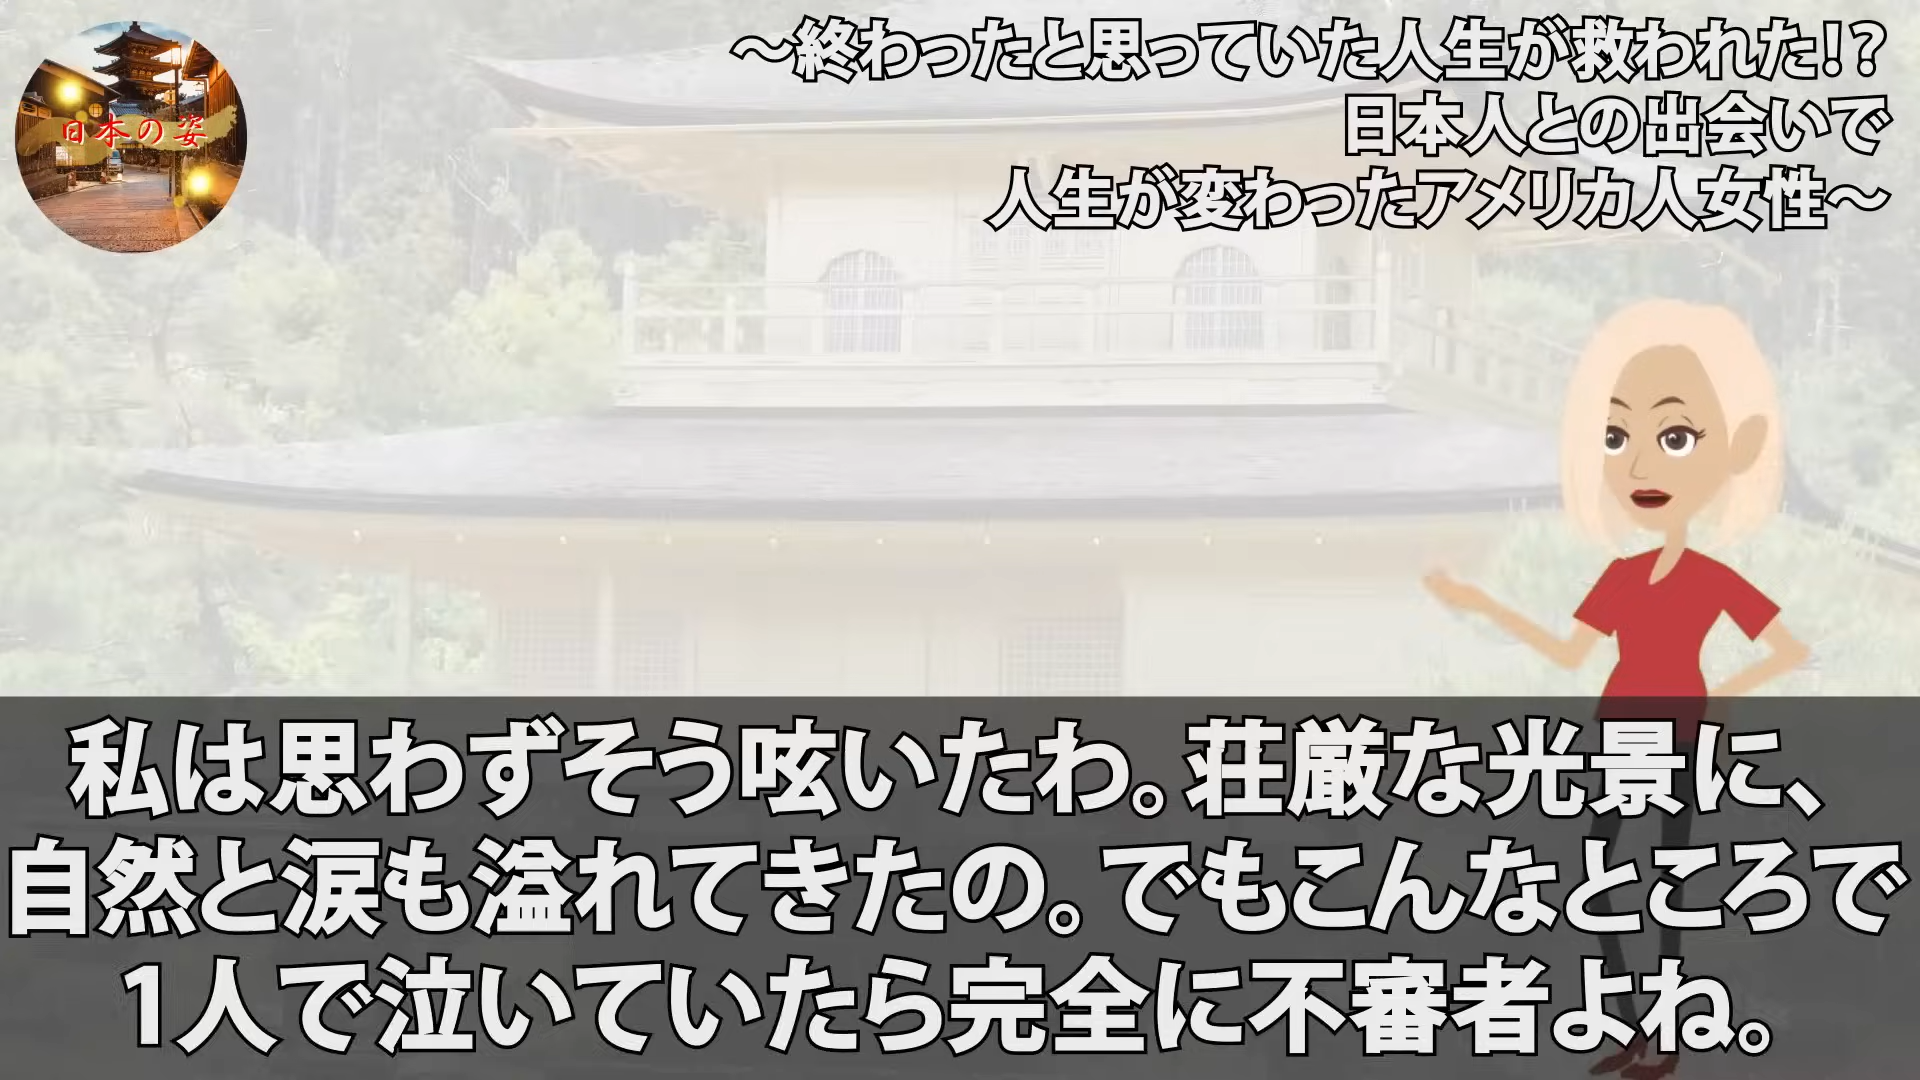 日本の姿
～終わったと思っていた人生が救われた!?
日本人との出会いで
人生が変わったアメリカ人女性～
私は思わずそう呟いたわ。荘厳な光景に、
自然と涙も溢れてきたの。でもこんなところで
1人で泣いていたら完全に不審者よね。